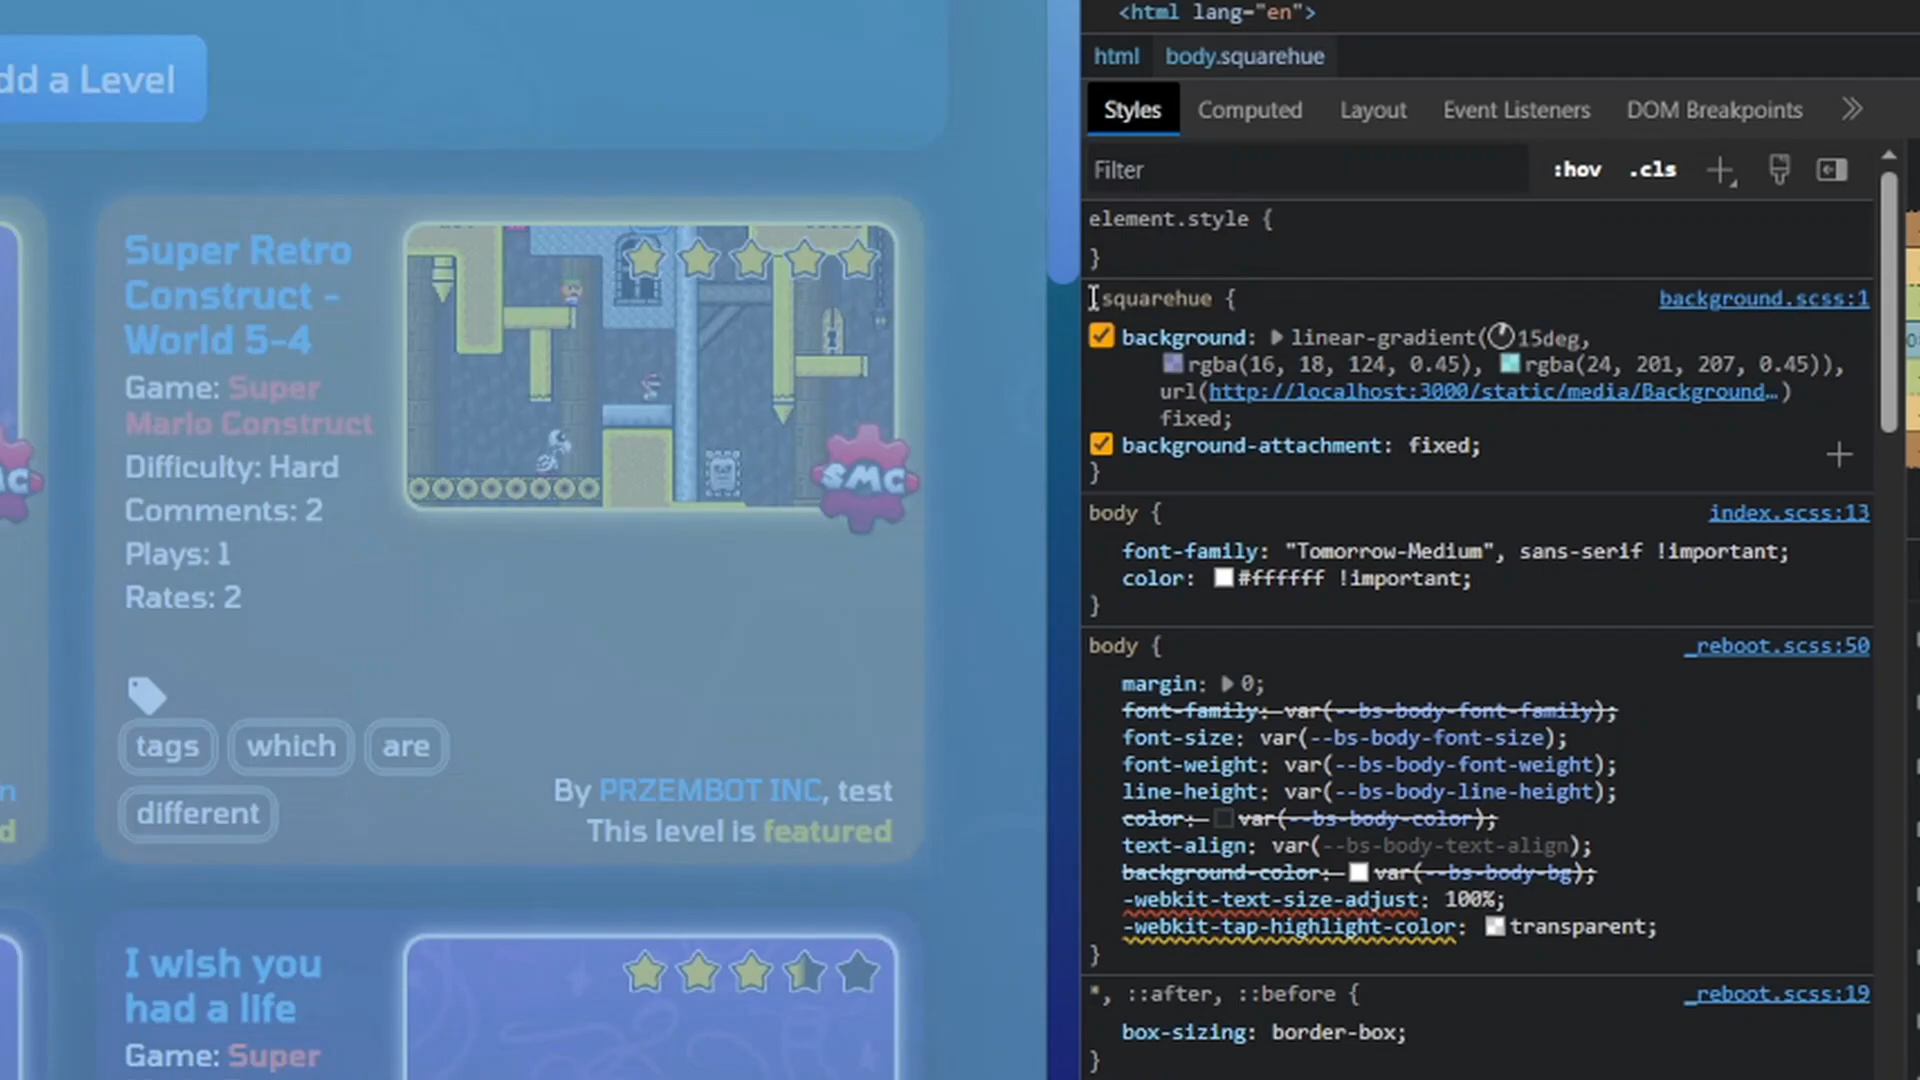 dd a Level
Super Retro
Construct -
World 5-4
Game: Super
Mario Construct
Difficulty: Hard
Comments: 2
Plays: 1
Rates: 2
SMC
tags
which
are
different
By PRZEMBOT INC, test
This level is featured
I wish you
had a life
Game: Super
<html lang="en">
html body.squarehue
Styles Computed Layout Event Listeners DOM Breakpoints
Filter :hov .cls
element.style {
}
squarehue { background.scss:1
background: linear-gradient(15deg,
rgba(16, 18, 124, 0.45), rgba(24, 201, 207, 0.45)),
url(http://localhost:3000/static/media/Background…)
fixed;
background-attachment: fixed;
}
body { index.scss:13
font-family: "Tomorrow-Medium", sans-serif !important;
color: #ffffff !important;
}
body { _reboot.scss:50
margin: 0;
font-family: var(--bs-body-font-family);
font-size: var(--bs-body-font-size);
font-weight: var(--bs-body-font-weight);
line-height: var(--bs-body-line-height);
color: var(--bs-body-color);
text-align: var(--bs-body-text-align);
background-color: var(--bs-body-bg);
-webkit-text-size-adjust: 100%;
-webkit-tap-highlight-color: transparent;
}
*, ::after, ::before { _reboot.scss:19
box-sizing: border-box;
}